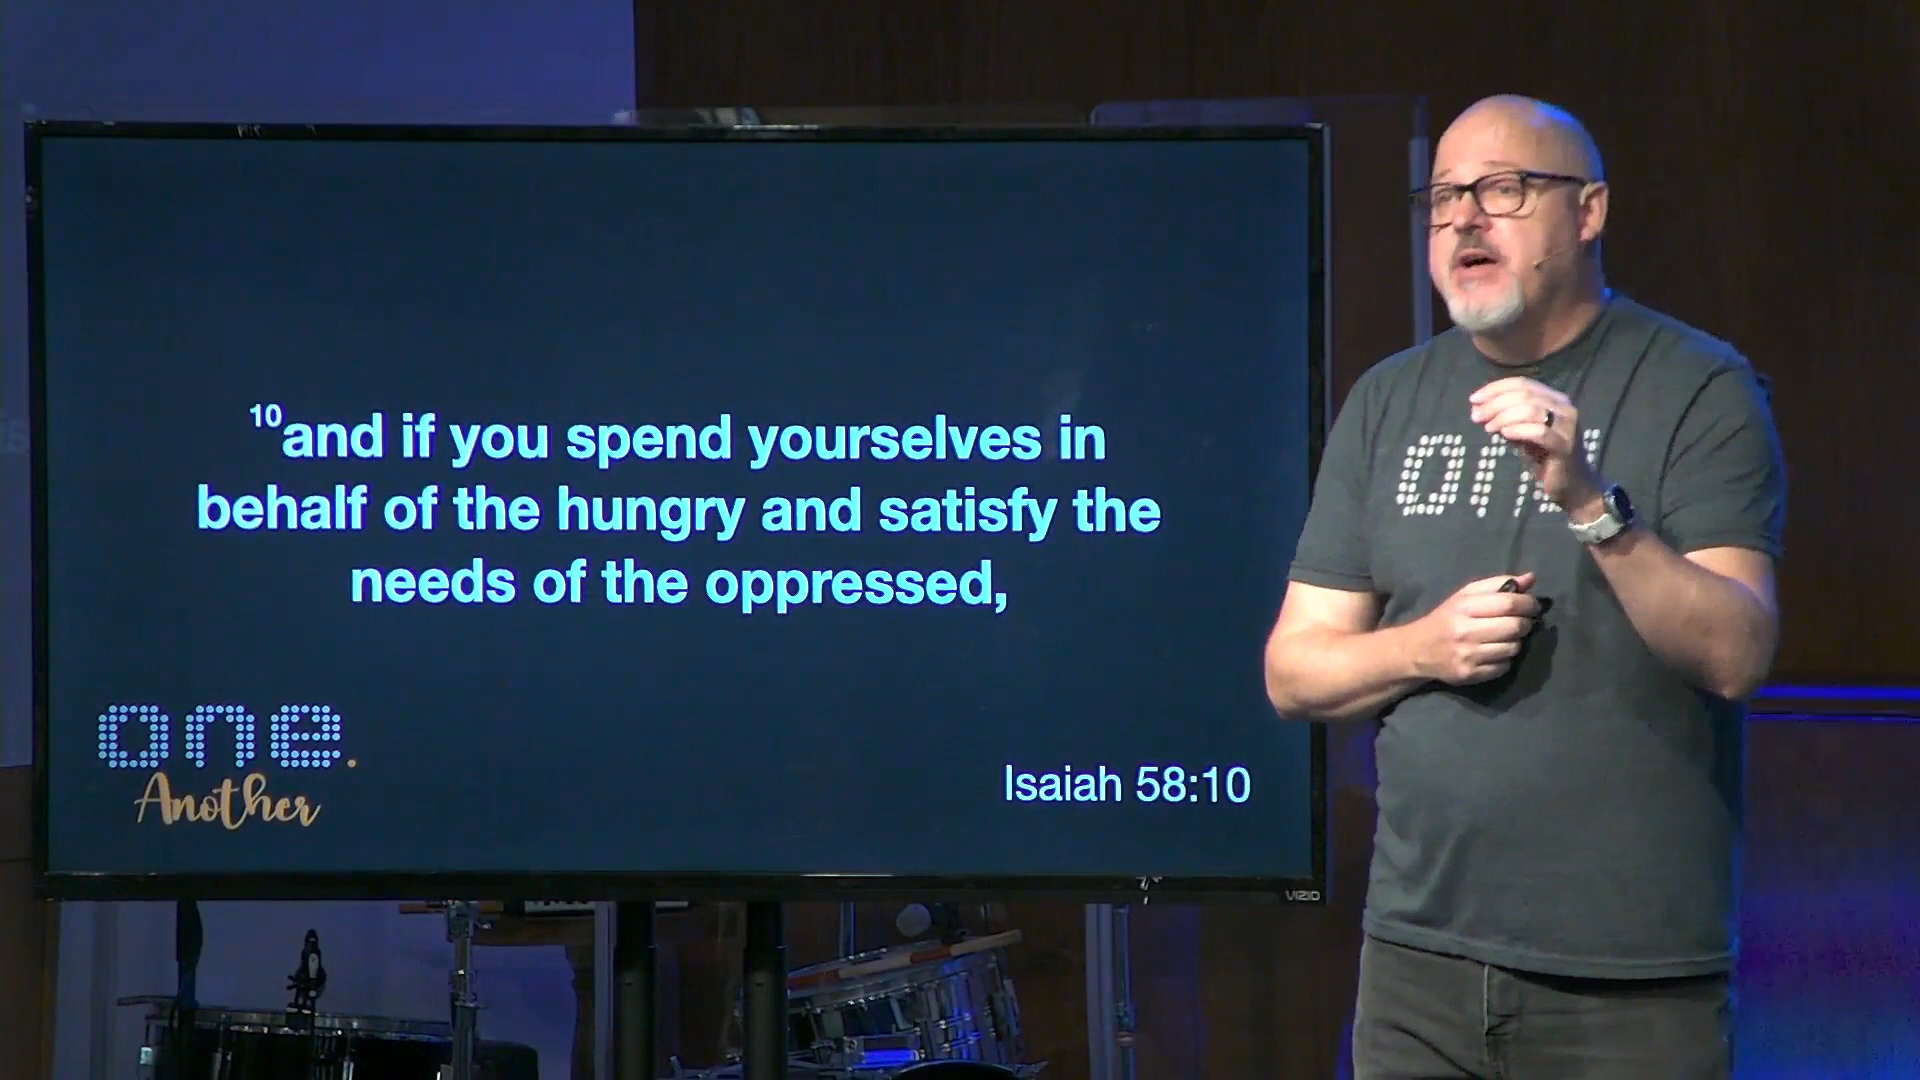 ¹⁰and if you spend yourselves in
behalf of the hungry and satisfy the
needs of the oppressed,
one.
Another
Isaiah 58:10
VIZIO